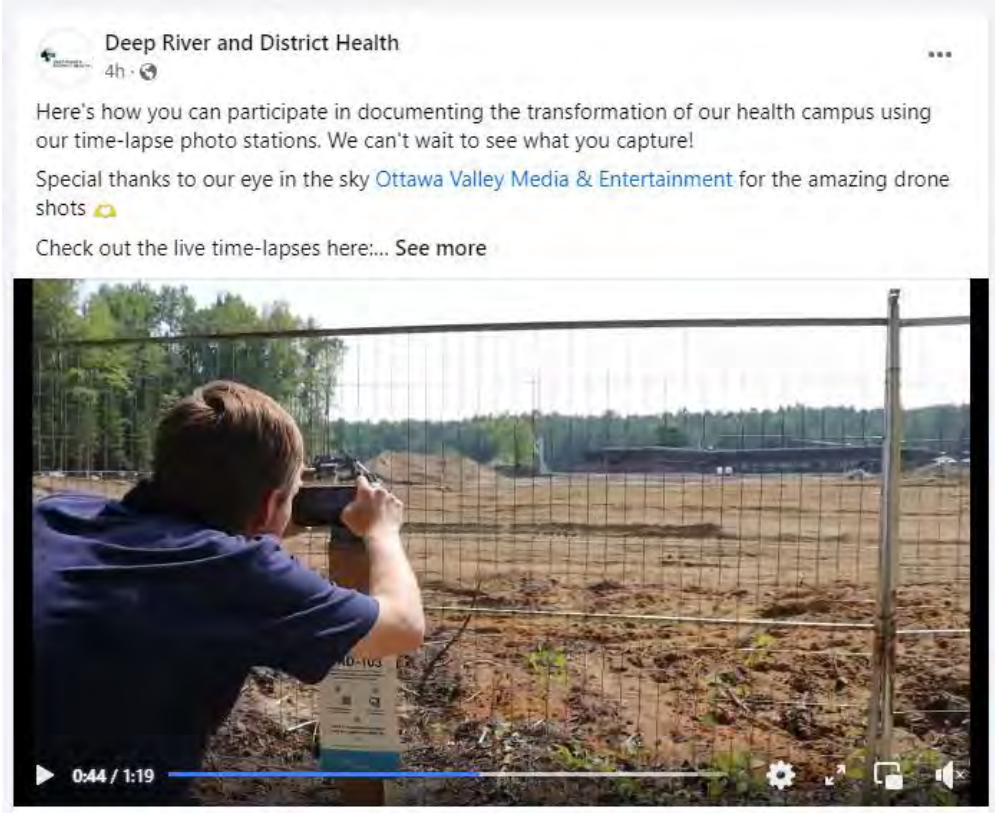 Deep River and District Health
4h ·
Here's how you can participate in documenting the transformation of our health campus using
our time-lapse photo stations. We can't wait to see what you capture!
Special thanks to our eye in the sky Ottawa Valley Media & Entertainment for the amazing drone
shots
Check out the live time-lapses here:... See more
0:44 / 1:19